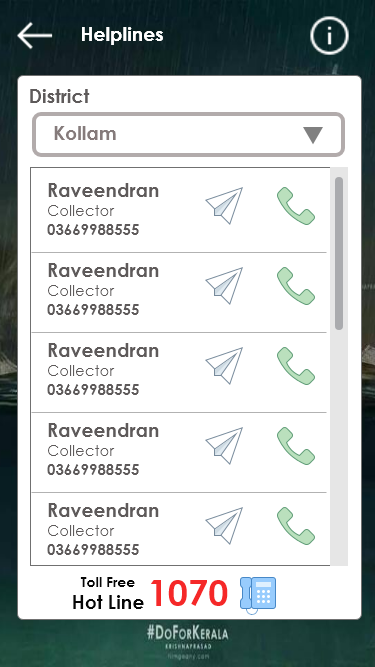 Helplines
District
Kollam
Raveendran
Collector
03669988555
Raveendran
Collector
03669988555
Raveendran
Collector
03669988555
Raveendran
Collector
03669988555
Raveendran
Collector
03669988555
Toll Free
Hot Line 1070
#DoForKerala
KRISHNAPRASAD